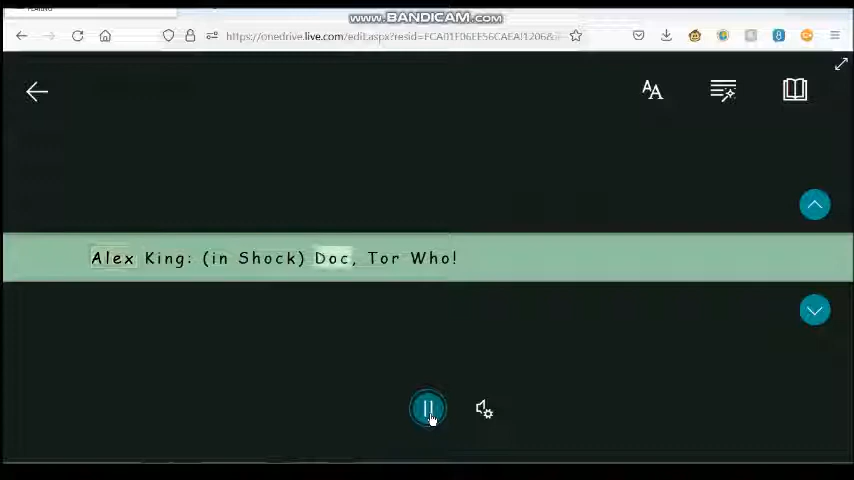 www.BANDICAM.com
https://onedrive.live.com/edit.aspx?resid=FCA01F06EE56CAEA!1206&
AA
Alex King: (in Shock) Doc, Tor Who!